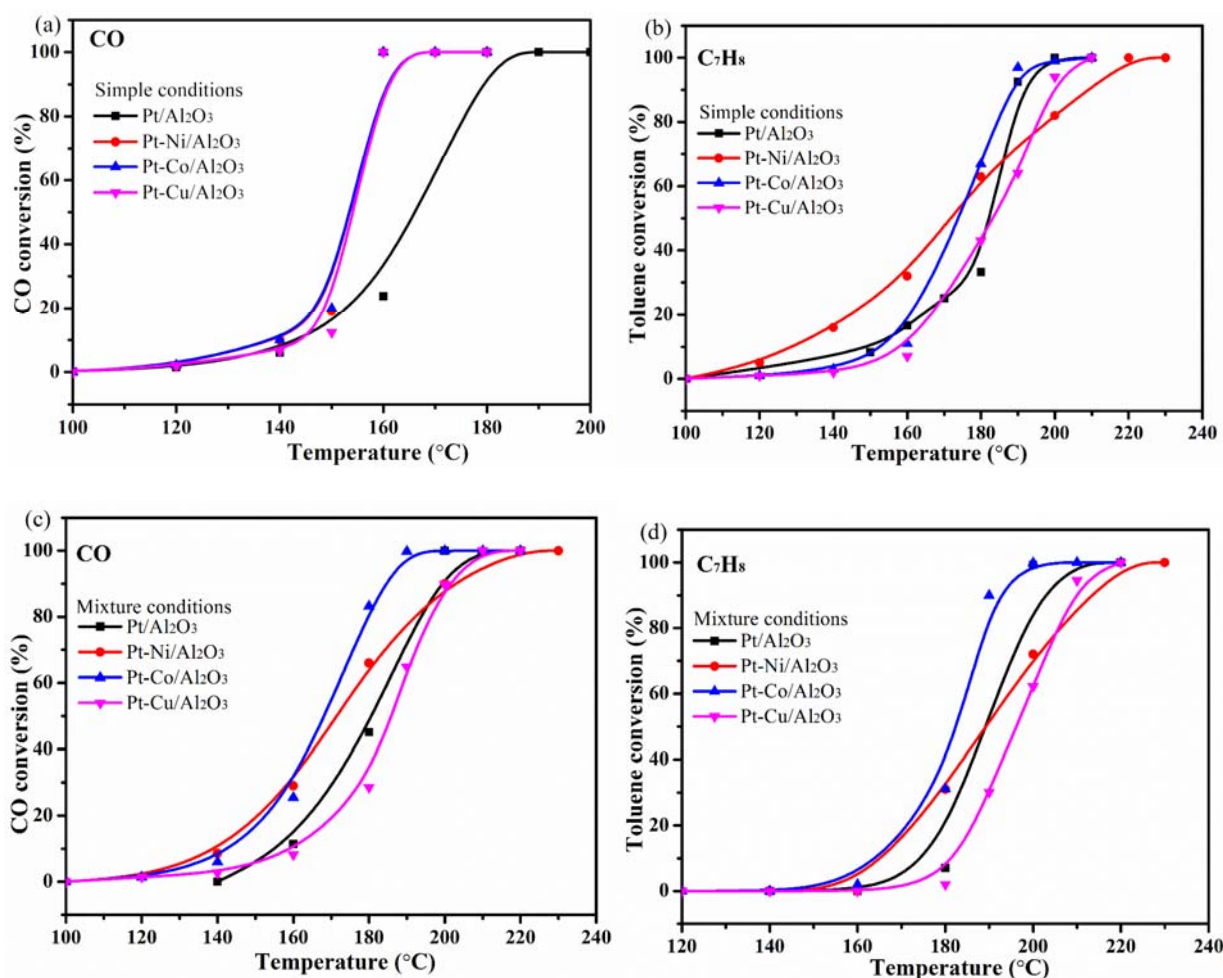 (a)
CO
Simple conditions
Pt/Al₂O₃
Pt-Ni/Al₂O₃
Pt-Co/Al₂O₃
Pt-Cu/Al₂O₃
CO conversion (%)
100
80
60
40
20
0
100 120 140 160 180 200
Temperature (°C)
(b)
C₇H₈
Simple conditions
Pt/Al₂O₃
Pt-Ni/Al₂O₃
Pt-Co/Al₂O₃
Pt-Cu/Al₂O₃
Toluene conversion (%)
100
80
60
40
20
0
100 120 140 160 180 200 220 240
Temperature (°C)
(c)
CO
Mixture conditions
Pt/Al₂O₃
Pt-Ni/Al₂O₃
Pt-Co/Al₂O₃
Pt-Cu/Al₂O₃
CO conversion (%)
100
80
60
40
20
0
100 120 140 160 180 200 220 240
Temperature (°C)
(d)
C₇H₈
Mixture conditions
Pt/Al₂O₃
Pt-Ni/Al₂O₃
Pt-Co/Al₂O₃
Pt-Cu/Al₂O₃
Toluene conversion (%)
100
80
60
40
20
0
120 140 160 180 200 220 240
Temperature (°C)